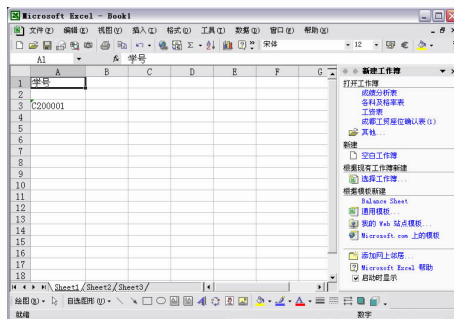 Microsoft Excel - Book1
文件(F) 编辑(E) 视图(V) 插入(I) 格式(O) 工具(T) 数据(D) 窗口(W) 帮助(H)
宋体 12
A1 fx 学号
A B C D E F G
新建工作簿
1 学号
2
3 C200001
4
5
6
7
8
9
10
11
12
13
14
15
16
17
18
打开工作簿
成绩分析表
各科及格率表
工资表
成都工贸座位确认表(1)
其他...
新建
空白工作簿
根据现有工作簿新建
选择工作簿...
根据模板新建
Balance Sheet
通用模板...
我的 Web 站点模板...
Microsoft.com 上的模板
添加网上邻居...
Microsoft Excel 帮助
启动时显示
Sheet1 Sheet2 Sheet3
绘图(R) 自选图形(U)
就绪 数字